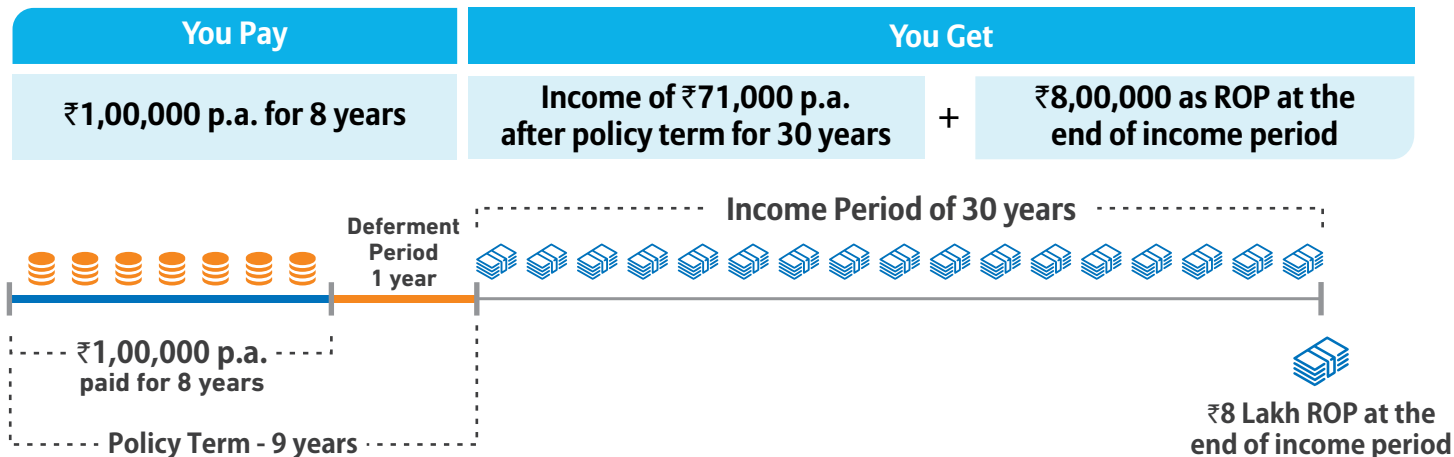 You Pay
You Get
₹1,00,000 p.a. for 8 years
Income of ₹71,000 p.a.
after policy term for 30 years
+
₹8,00,000 as ROP at the
end of income period
Income Period of 30 years
Deferment
Period
1 year
₹1,00,000 p.a.
paid for 8 years
Policy Term - 9 years
₹8 Lakh ROP at the
end of income period